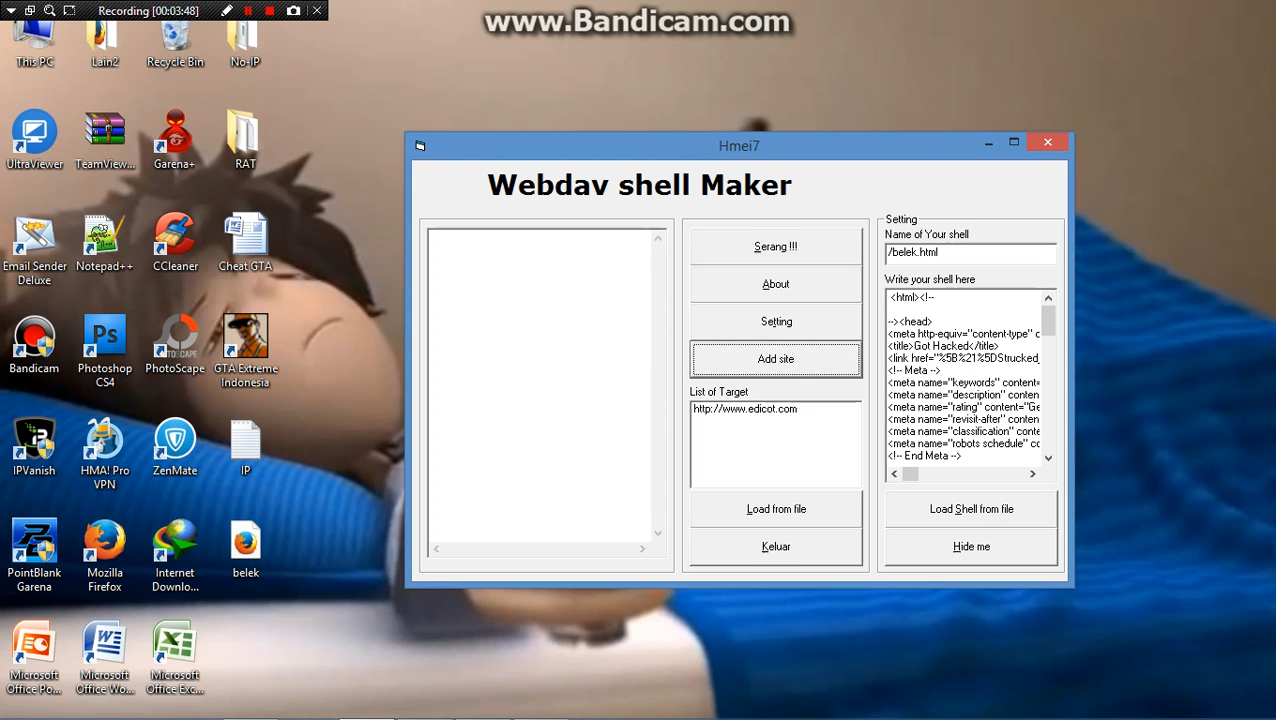 Recording [00:03:48]
www.Bandicam.com
This PC
Lain2
Recycle Bin
No-IP
UltraViewer
TeamView...
Garena+
RAT
Email Sender
Deluxe
Notepad++
CCleaner
Cheat GTA
Bandicam
Photoshop
CS4
PhotoScape
GTA Extreme
Indonesia
IPVanish
HMA! Pro
VPN
ZenMate
IP
PointBlank
Garena
Mozilla
Firefox
Internet
Downlo...
belek
Microsoft
Office Po...
Microsoft
Office Wo...
Microsoft
Office Exc...
Hmei7
Webdav shell Maker
Serang !!!
About
Setting
Add site
List of Target
http://www.edicot.com
Load from file
Keluar
Setting
Name of Your shell
/belek.html
Write your shell here
<html><!--
--><head>
<meta http-equiv="content-type" c
<title>Got Hacked</title>
<link href="%5B%21%5DStrucked_
<!-- Meta -->
<meta name="keywords" content=
<meta name="description" conten
<meta name="rating" content="Ge
<meta name="revisit-after" conten
<meta name="classification" conte
<meta name="robots schedule" co
<!-- End Meta -->
Load Shell from file
Hide me